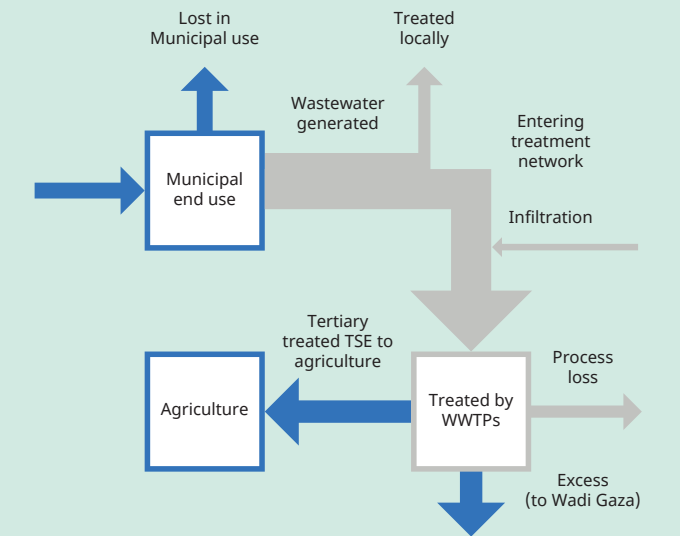 Lost in
Municipal use
Treated
locally
Wastewater
generated
Entering
treatment
network
Municipal
end use
Infiltration
Tertiary
treated TSE to
agriculture
Process
loss
Agriculture
Treated by
WWTPs
Excess
(to Wadi Gaza)